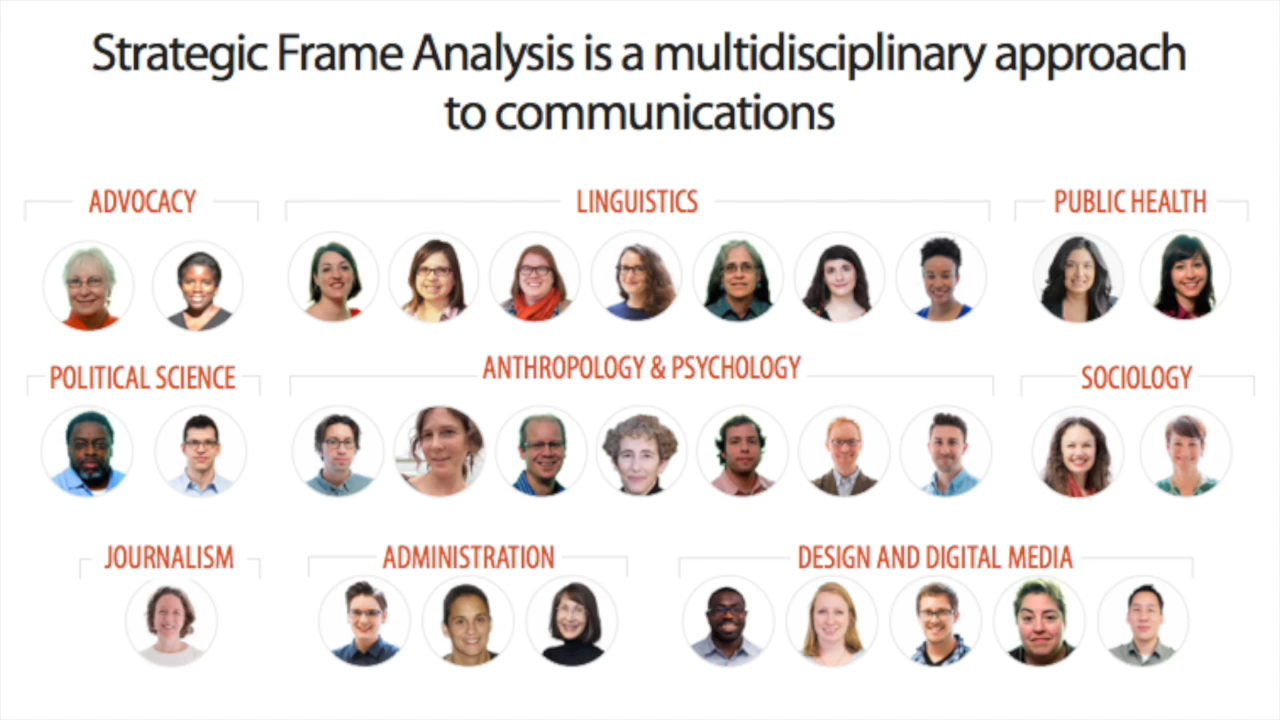 Strategic Frame Analysis is a multidisciplinary approach
to communications
ADVOCACY
LINGUISTICS
PUBLIC HEALTH
POLITICAL SCIENCE
ANTHROPOLOGY & PSYCHOLOGY
SOCIOLOGY
JOURNALISM
ADMINISTRATION
DESIGN AND DIGITAL MEDIA